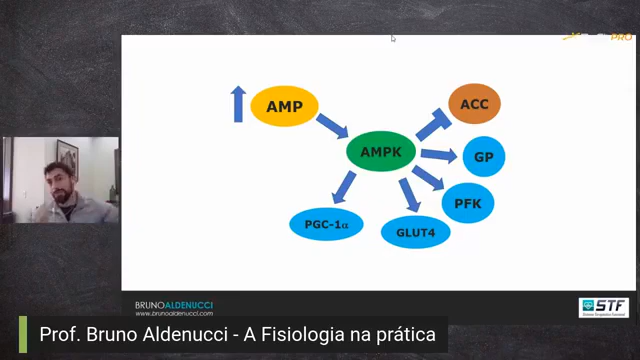 PRO
AMP
ACC
AMPK
GP
PFK
PGC-1α
GLUT4
BRUNOALDENUCCI
www.brunoaldenucci.com
STF
Prof. Bruno Aldenucci - A Fisiologia na prática